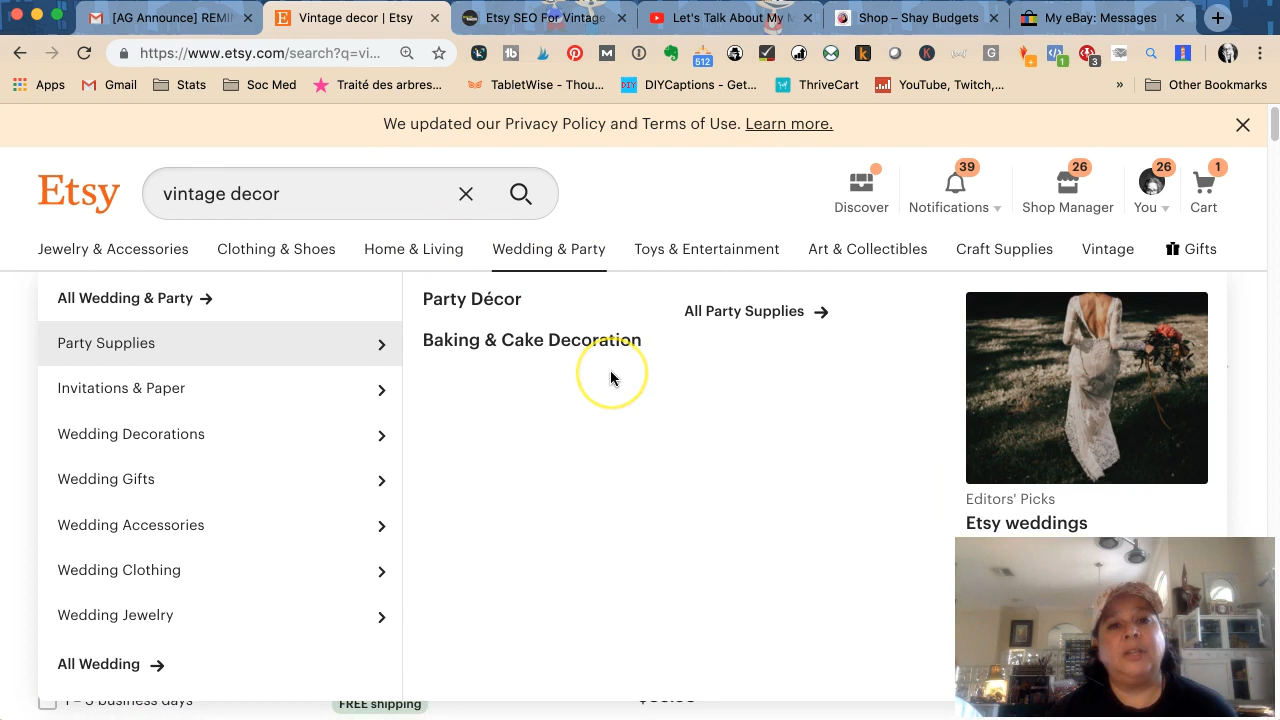 [AG Announce] REMI
Vintage decor | Etsy
Etsy SEO For Vintage
Let's Talk About My
Shop – Shay Budgets
My eBay: Messages
https://www.etsy.com/search?q=vi...
512
1
3
Apps
Gmail
Stats
Soc Med
Traité des arbres...
TabletWise - Thou...
DIYCaptions - Get...
ThriveCart
YouTube, Twitch,...
»
Other Bookmarks
We updated our Privacy Policy and Terms of Use. Learn more.
Etsy
vintage decor
39
26
26
1
Discover
Notifications
Shop Manager
You
Cart
Jewelry & Accessories
Clothing & Shoes
Home & Living
Wedding & Party
Toys & Entertainment
Art & Collectibles
Craft Supplies
Vintage
Gifts
All Wedding & Party
Party Supplies
Invitations & Paper
Wedding Decorations
Wedding Gifts
Wedding Accessories
Wedding Clothing
Wedding Jewelry
All Wedding
Party Décor
Baking & Cake Decoration
All Party Supplies
Editors' Picks
Etsy weddings
business days
FREE shipping